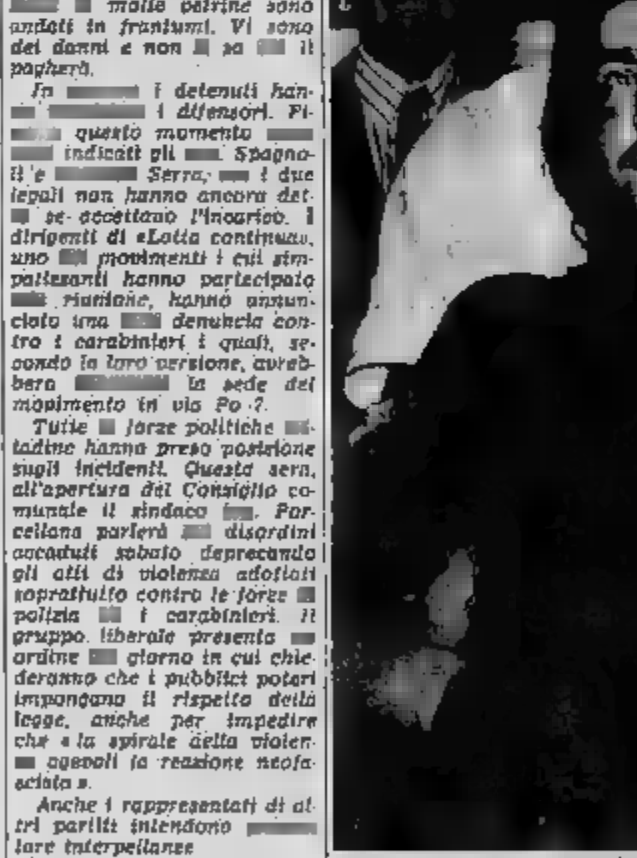 molte vetrine sono
andati in frantumi. Vi sono
dei danni e non sa il
pagherà.
In i detenuti han-
i difensori. Fi-
questo momento
indicati gli Spagno-
li e Serra, i due
legali non hanno ancora det-
se accettano l'incarico. I
dirigenti di «Lotta continua»,
uno movimenti i cui sim-
patizzanti hanno partecipato
riunione, hanno annun-
ciato una denuncia con-
tro i carabinieri i quali, se-
condo la loro versione, avreb-
bero la sede del
movimento in via Po 7.
Tutte forze politiche
tadine hanno preso posizione
sugli incidenti. Questa sera,
all'apertura del Consiglio co-
munale il sindaco Por-
cellana parlerà disordini
accaduti sabato deprecando
gli atti di violenza adottati
soprattutto contro le forze
polizia i carabinieri. Il
gruppo liberale presenta
ordine giorno in cui chie-
deranno che i pubblici poteri
impongano il rispetto della
legge, anche per impedire
che «la spirale della violen-
agevoli la reazione neofa-
scista».
Anche i rappresentati di al-
tri partiti intendono
loro interpellanze